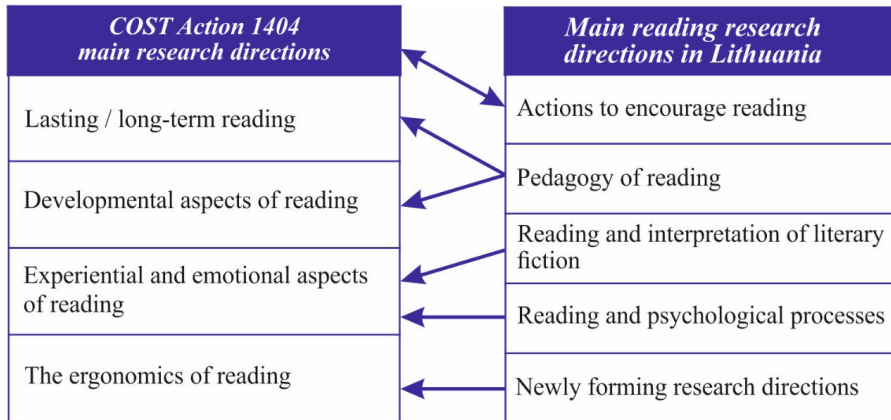 COST Action 1404
main research directions
Lasting / long-term reading
Developmental aspects of reading
Experiential and emotional aspects
of reading
The ergonomics of reading
Main reading research
directions in Lithuania
Actions to encourage reading
Pedagogy of reading
Reading and interpretation of literary
fiction
Reading and psychological processes
Newly forming research directions